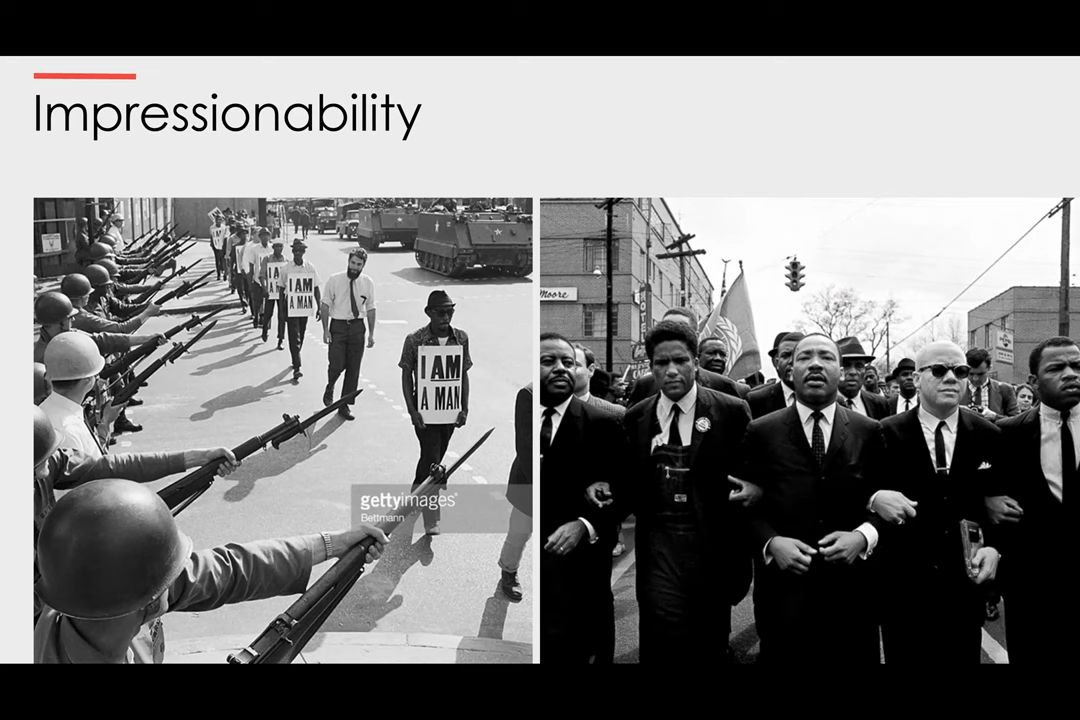 Impressionability
I AM
A MAN
I A
A M
I AM
A MAN
gettyimages®
Bettmann
Moore